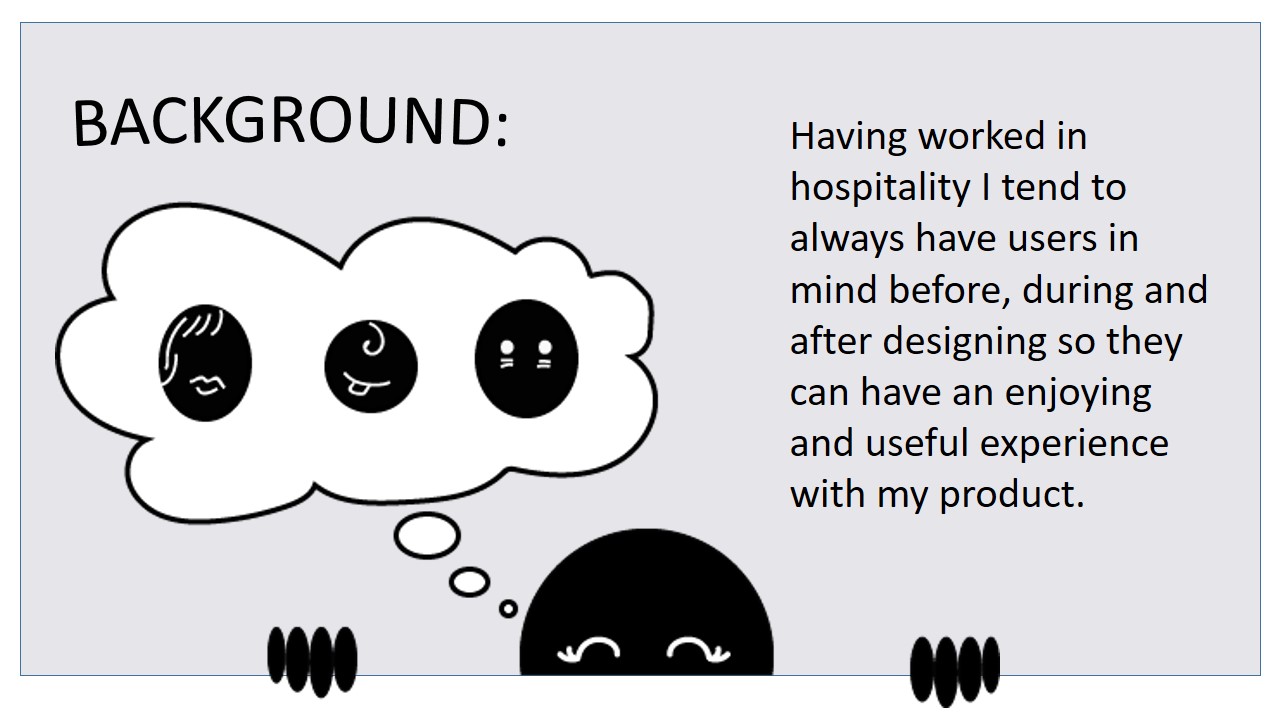 BACKGROUND:
Having worked in
hospitality I tend to
always have users in
mind before, during and
after designing so they
can have an enjoying
and useful experience
with my product.